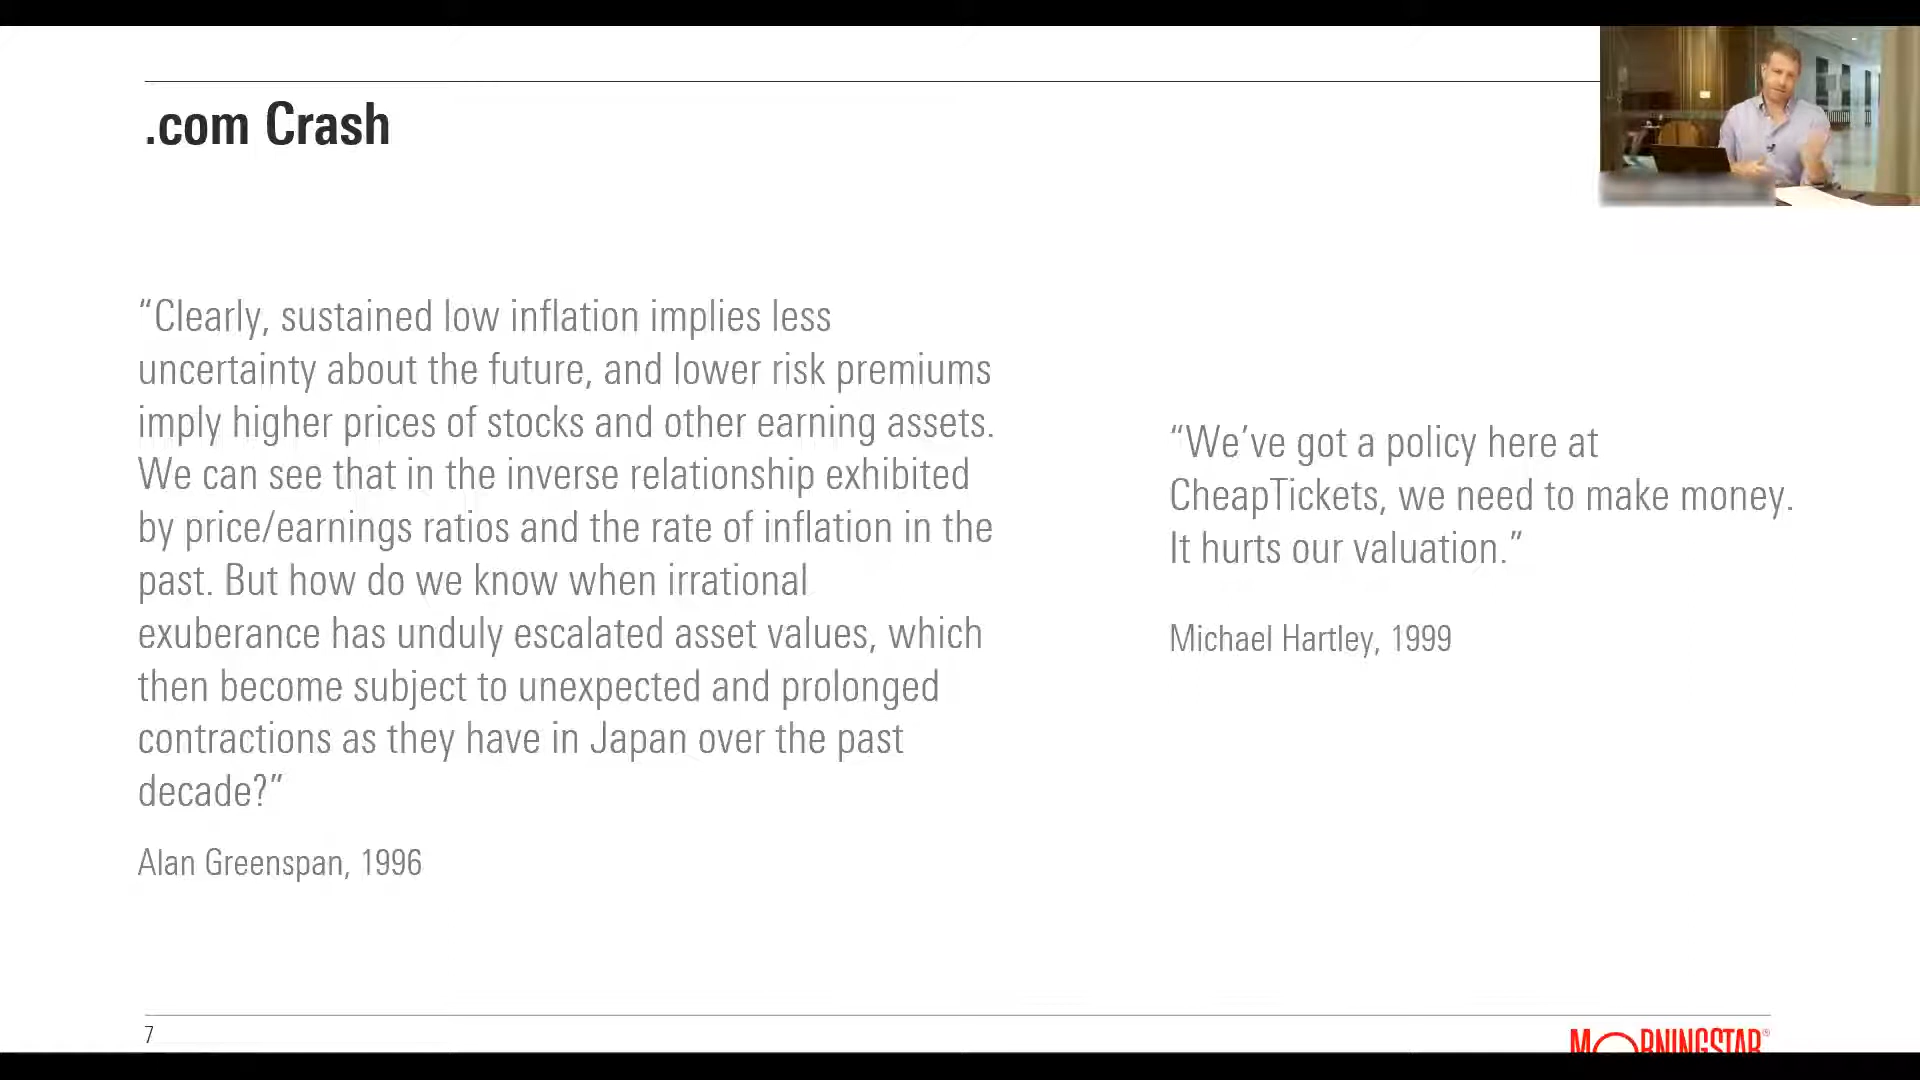 .com Crash
“Clearly, sustained low inflation implies less
uncertainty about the future, and lower risk premiums
imply higher prices of stocks and other earning assets.
We can see that in the inverse relationship exhibited
by price/earnings ratios and the rate of inflation in the
past. But how do we know when irrational
exuberance has unduly escalated asset values, which
then become subject to unexpected and prolonged
contractions as they have in Japan over the past
decade?”
Alan Greenspan, 1996
“We’ve got a policy here at
CheapTickets, we need to make money.
It hurts our valuation.”
Michael Hartley, 1999
7
MORNINGSTAR®